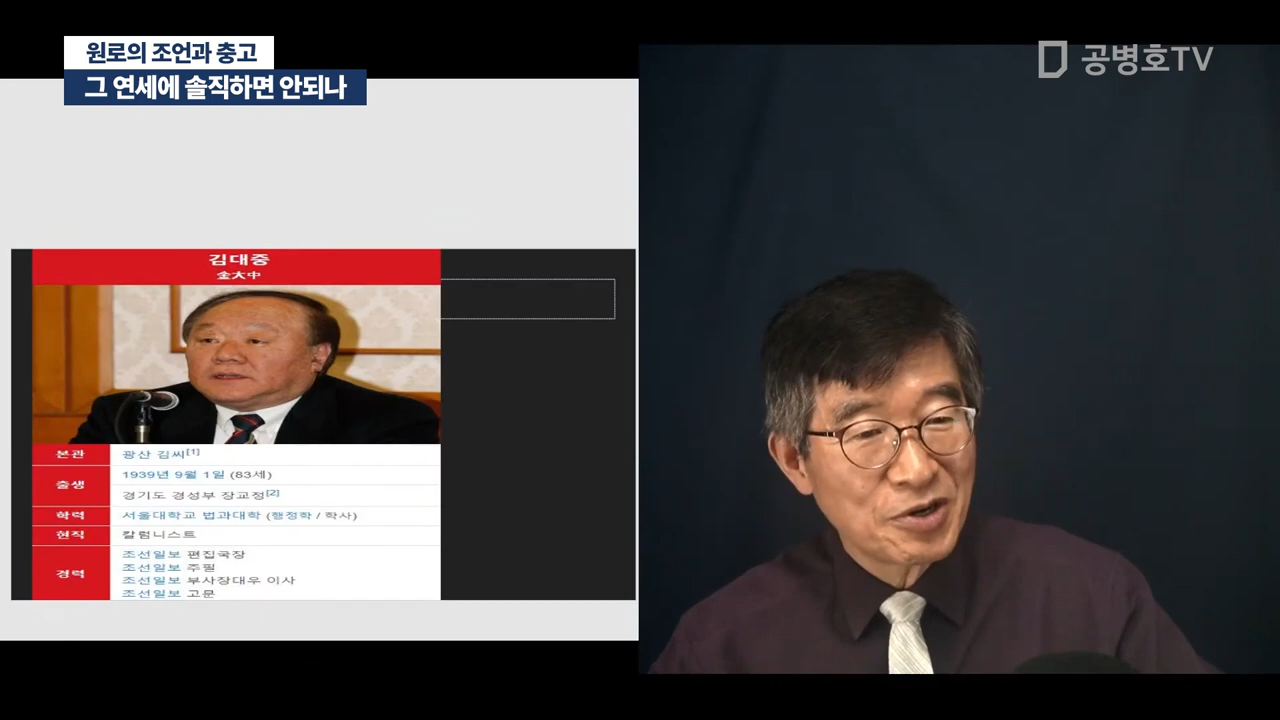 원로의 조언과 충고
그 연세에 솔직하면 안되나
공병호TV
김대중
金大中
본관
광산 김씨[1]
출생
1939년 9월 1일 (83세)
경기도 경성부 장교정[2]
학력
서울대학교 법과대학 (행정학 / 학사)
현직
칼럼니스트
경력
조선일보 편집국장
조선일보 주필
조선일보 부사장대우 이사
조선일보 고문